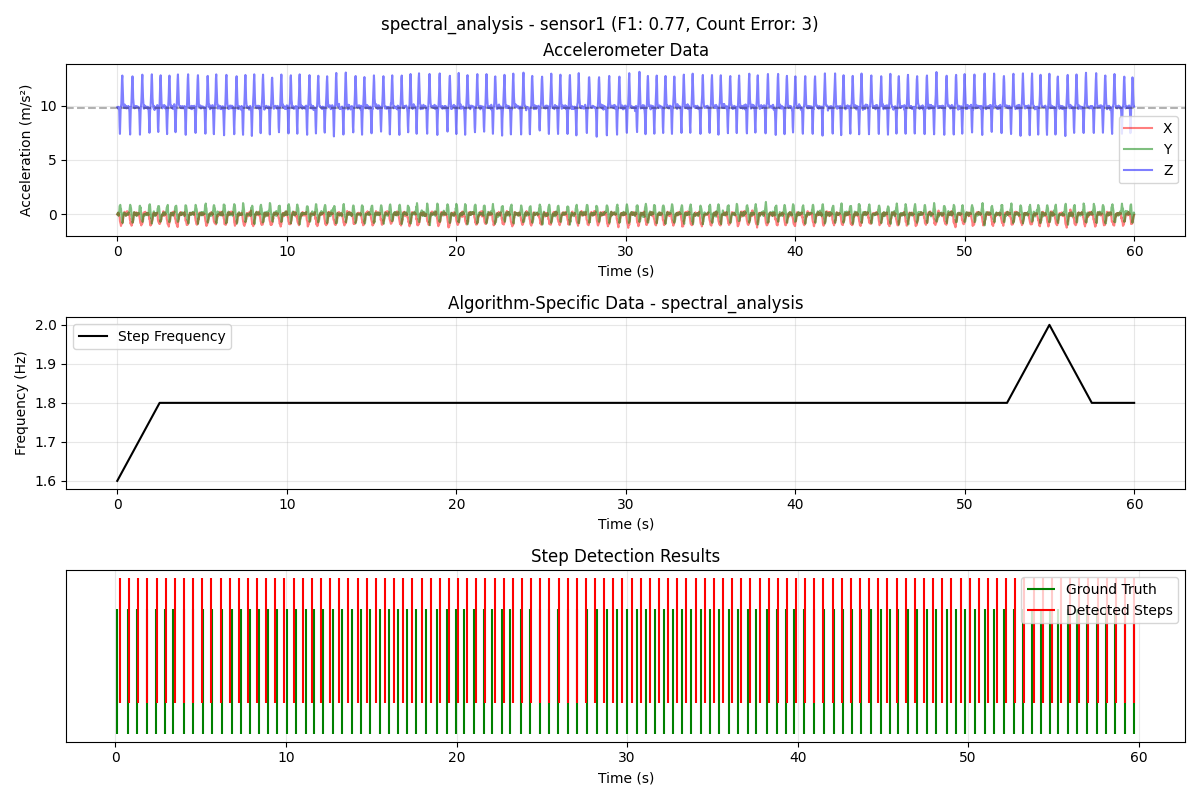 spectral_analysis - sensor1 (F1: 0.77, Count Error: 3)
Accelerometer Data
Acceleration (m/s²)
10
5
0
X
Y
Z
0 10 20 30 40 50 60
Time (s)
Algorithm-Specific Data - spectral_analysis
Frequency (Hz)
2.0
1.9
1.8
1.7
1.6
Step Frequency
0 10 20 30 40 50 60
Time (s)
Step Detection Results
Ground Truth
Detected Steps
0 10 20 30 40 50 60
Time (s)